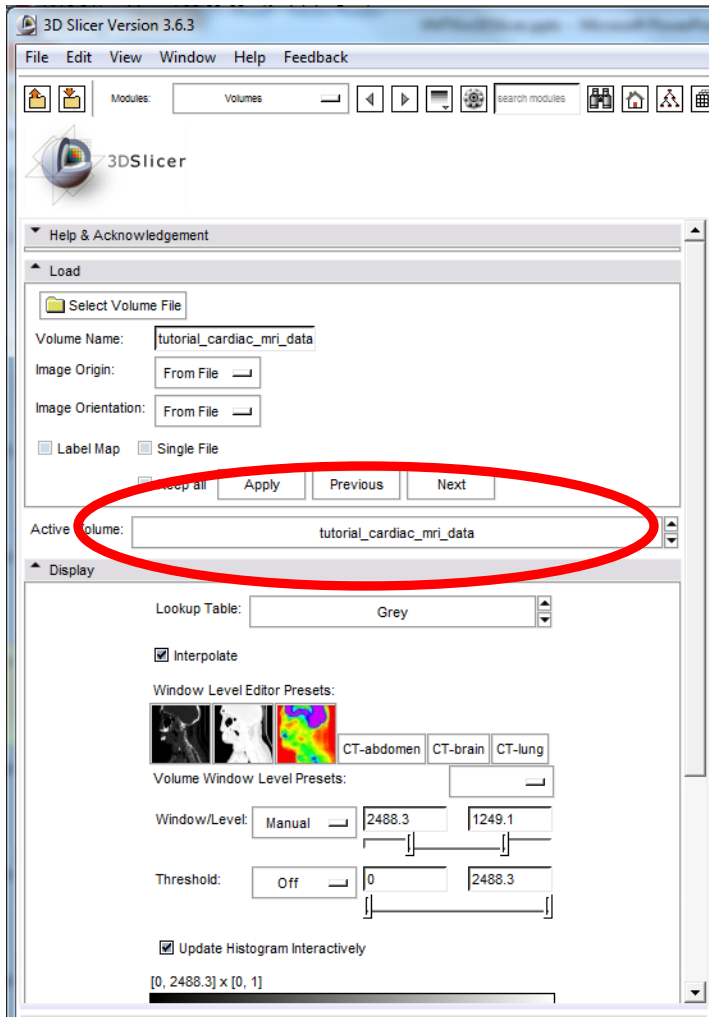 3D Slicer Version 3.6.3
File Edit View Window Help Feedback
Modules: Volumes search modules
3DSlicer
Help & Acknowledgement
Load
Select Volume File
Volume Name: tutorial_cardiac_mri_data
Image Origin: From File
Image Orientation: From File
Label Map Single File
Keep all Apply Previous Next
Active Volume: tutorial_cardiac_mri_data
Display
Lookup Table: Grey
Interpolate
Window Level Editor Presets:
CT-abdomen CT-brain CT-lung
Volume Window Level Presets:
Window/Level: Manual 2488.3 1249.1
Threshold: Off 0 2488.3
Update Histogram Interactively
[0, 2488.3] x [0, 1]